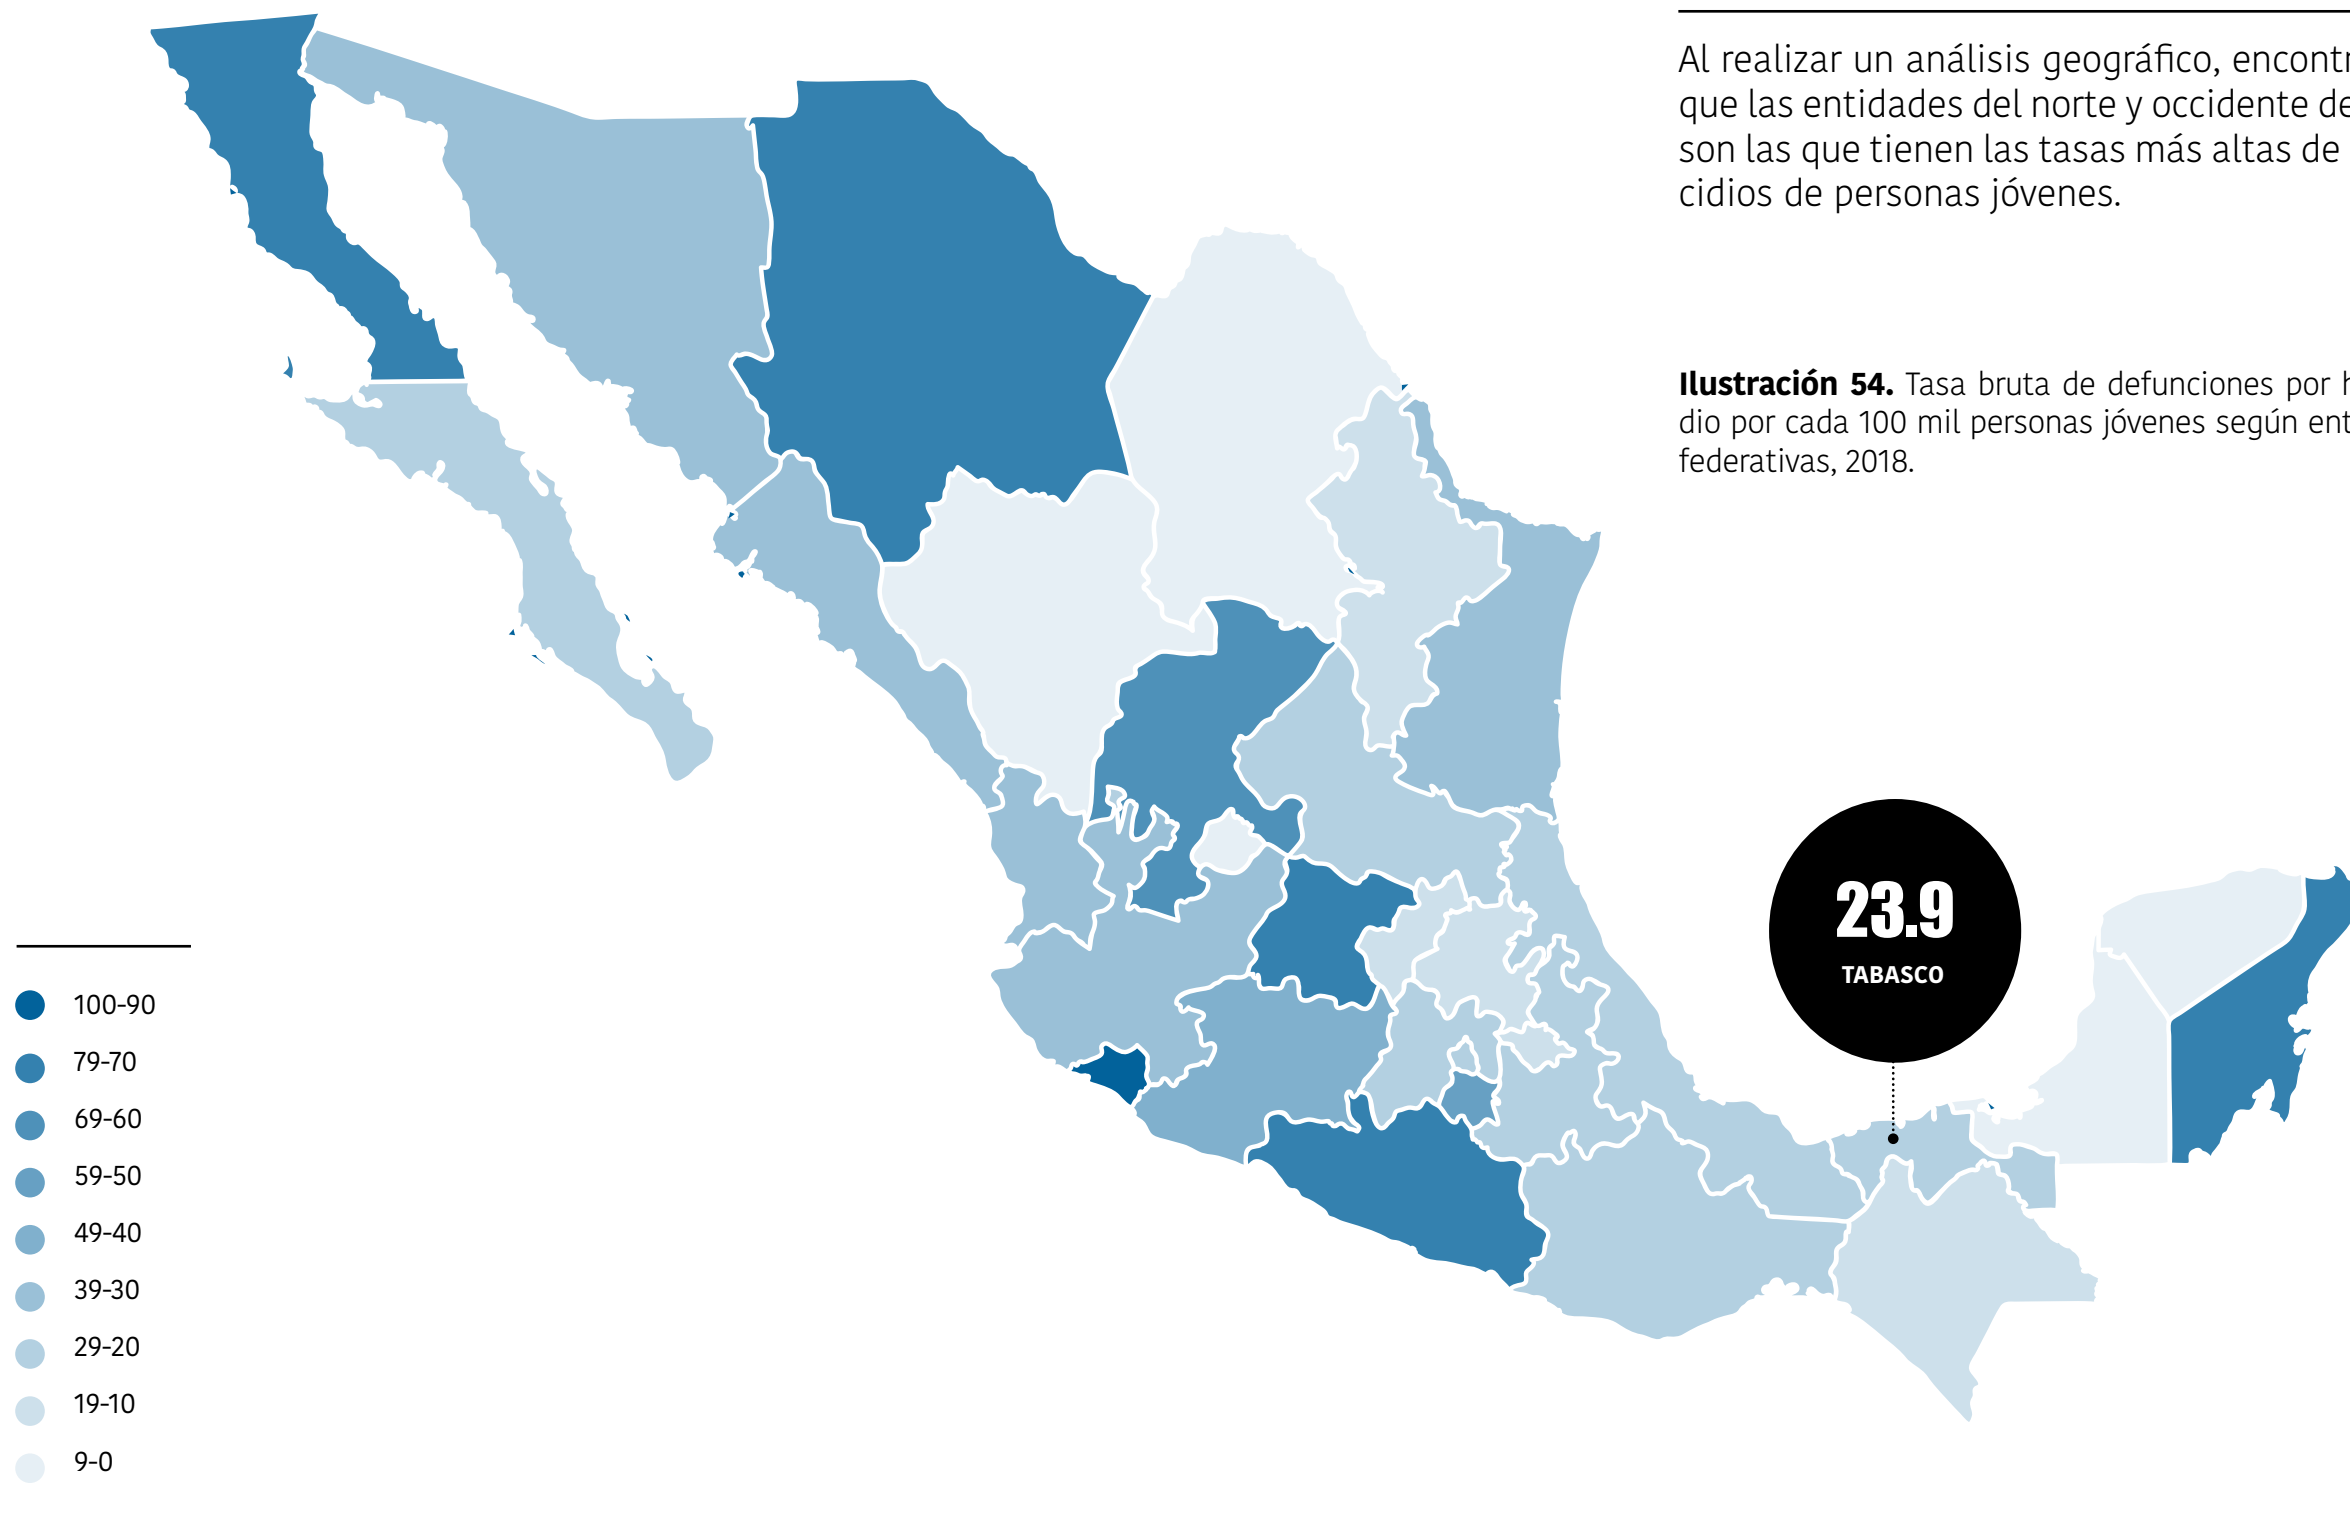 Al realizar un análisis geográfico,
que las entidades del norte y occidente
son las que tienen las tasas más altas de
cidios de personas jóvenes.
Ilustración 54. Tasa bruta de defunciones por
dio por cada 100 mil personas jóvenes según
federativas, 2018.
23.9
TABASCO
100-90
79-70
69-60
59-50
49-40
39-30
29-20
19-10
9-0